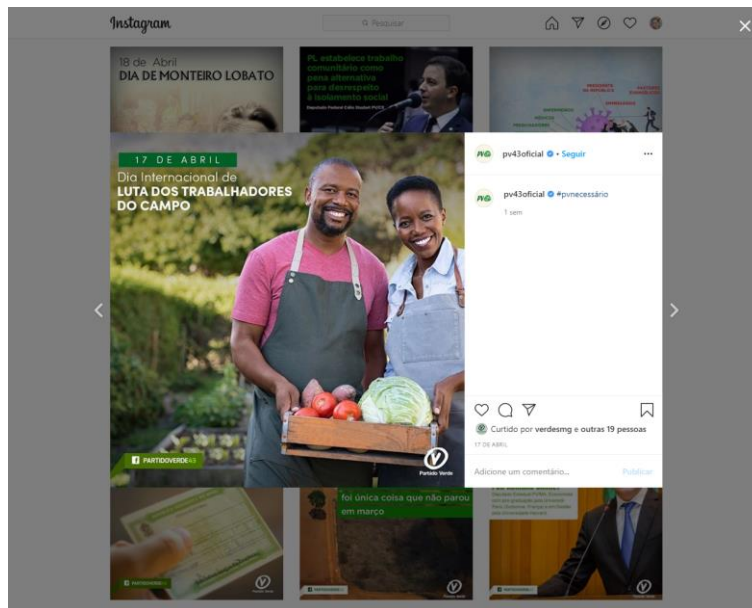 Instagram
Pesquisar
18 de Abril
DIA DE MONTEIRO LOBATO
PL estabelece trabalho
comunitário como
pena alternativa
para desrespeito
à isolamento social
PRESIDENTE
DA REPÚBLICA
17 DE ABRIL
Dia Internacional de
LUTA DOS TRABALHADORES
DO CAMPO
PARTIDOVERDE43
Partido Verde
pv43oficial • Seguir
pv43oficial #pvnecessário
1 sem
Curtido por verdesmg e outras 19 pessoas
17 DE ABRIL
Adicione um comentário...
Publicar
foi única coisa que não parou
em março